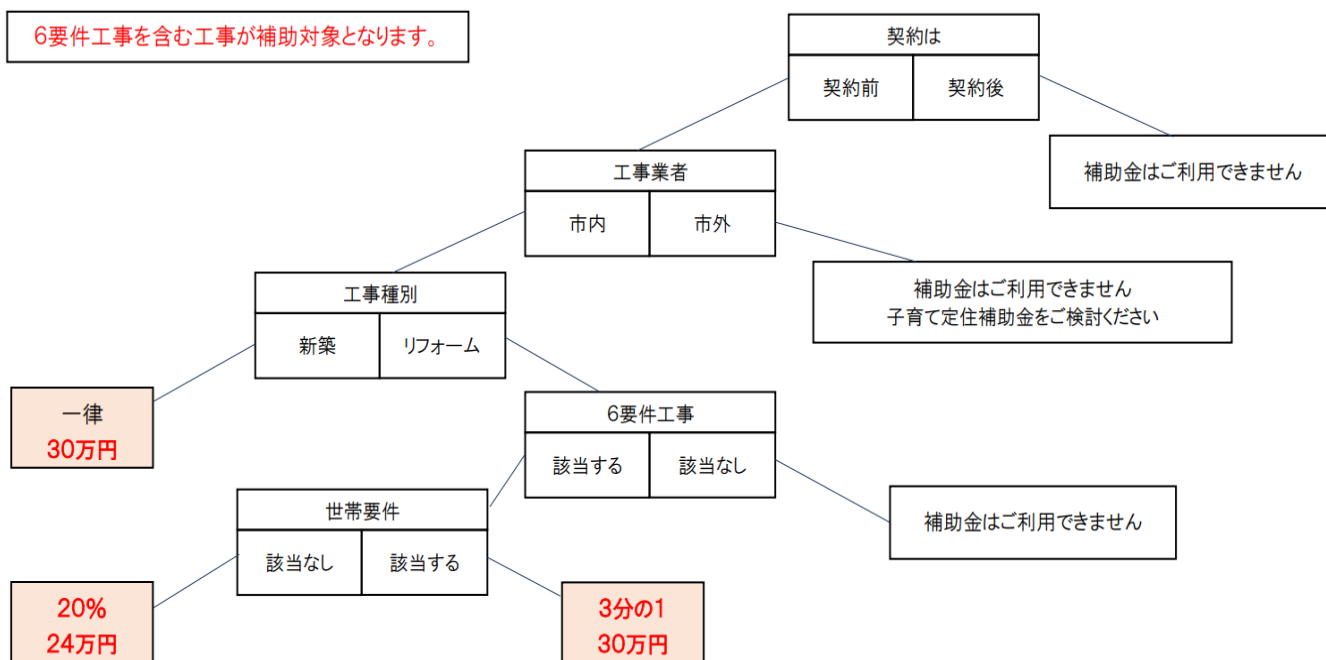 6要件工事を含む工事が補助対象となります。
契約は
契約前 契約後
補助金はご利用できません
工事業者
市内 市外
補助金はご利用できません
子育て定住補助金をご検討ください
工事種別
新築 リフォーム
一律
30万円
6要件工事
該当する 該当なし
補助金はご利用できません
世帯要件
該当なし 該当する
20%
24万円
3分の1
30万円